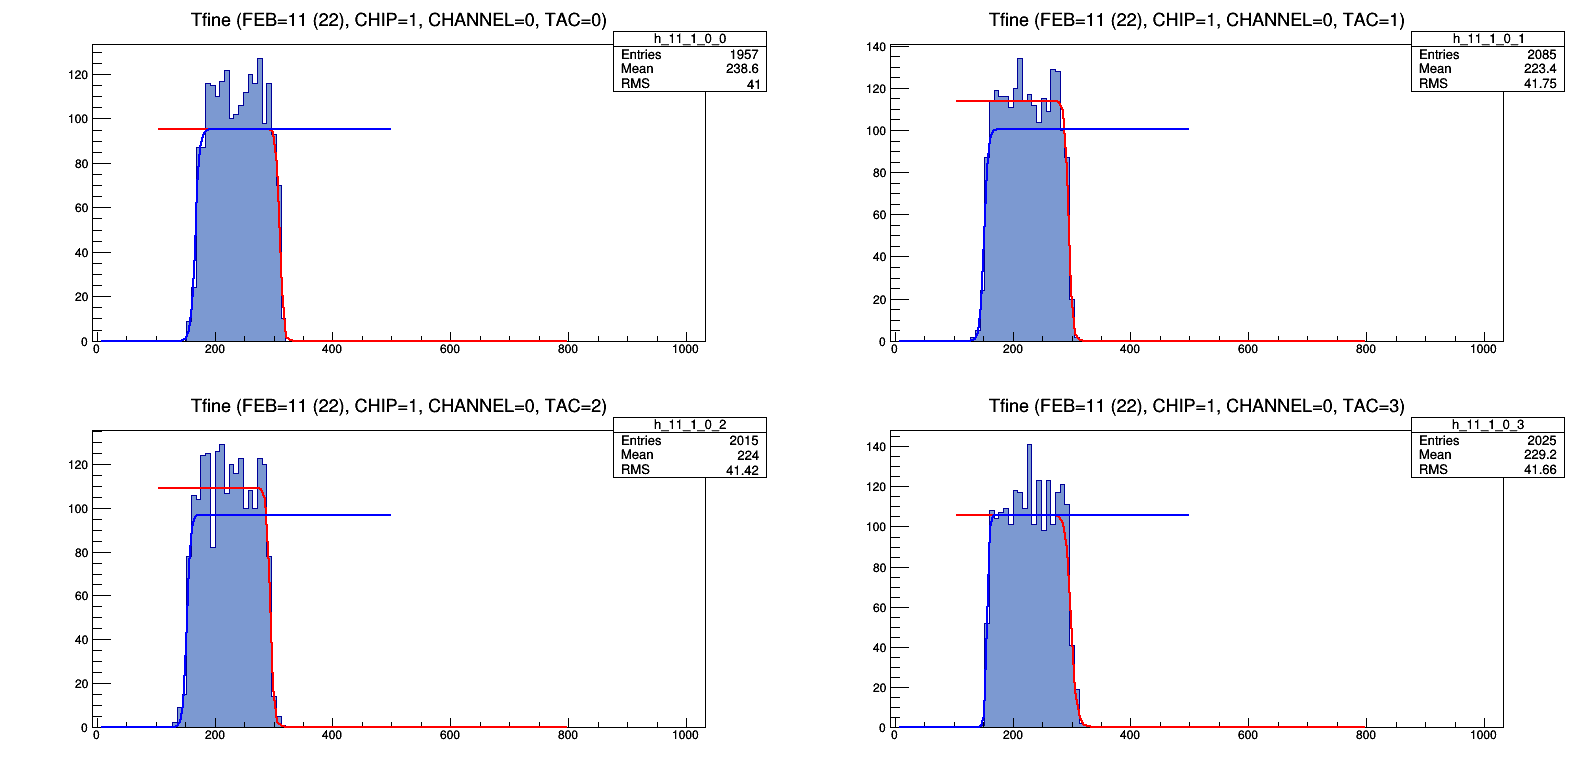 Tfine (FEB=11 (22), CHIP=1, CHANNEL=0, TAC=0)
h_11_1_0_0
Entries 1957
Mean 238.6
RMS 41
120
100
80
60
40
20
0
0 200 400 600 800 1000
Tfine (FEB=11 (22), CHIP=1, CHANNEL=0, TAC=1)
h_11_1_0_1
Entries 2085
Mean 223.4
RMS 41.75
140
120
100
80
60
40
20
0
0 200 400 600 800 1000
Tfine (FEB=11 (22), CHIP=1, CHANNEL=0, TAC=2)
h_11_1_0_2
Entries 2015
Mean 224
RMS 41.42
120
100
80
60
40
20
0
0 200 400 600 800 1000
Tfine (FEB=11 (22), CHIP=1, CHANNEL=0, TAC=3)
h_11_1_0_3
Entries 2025
Mean 229.2
RMS 41.66
140
120
100
80
60
40
20
0
0 200 400 600 800 1000